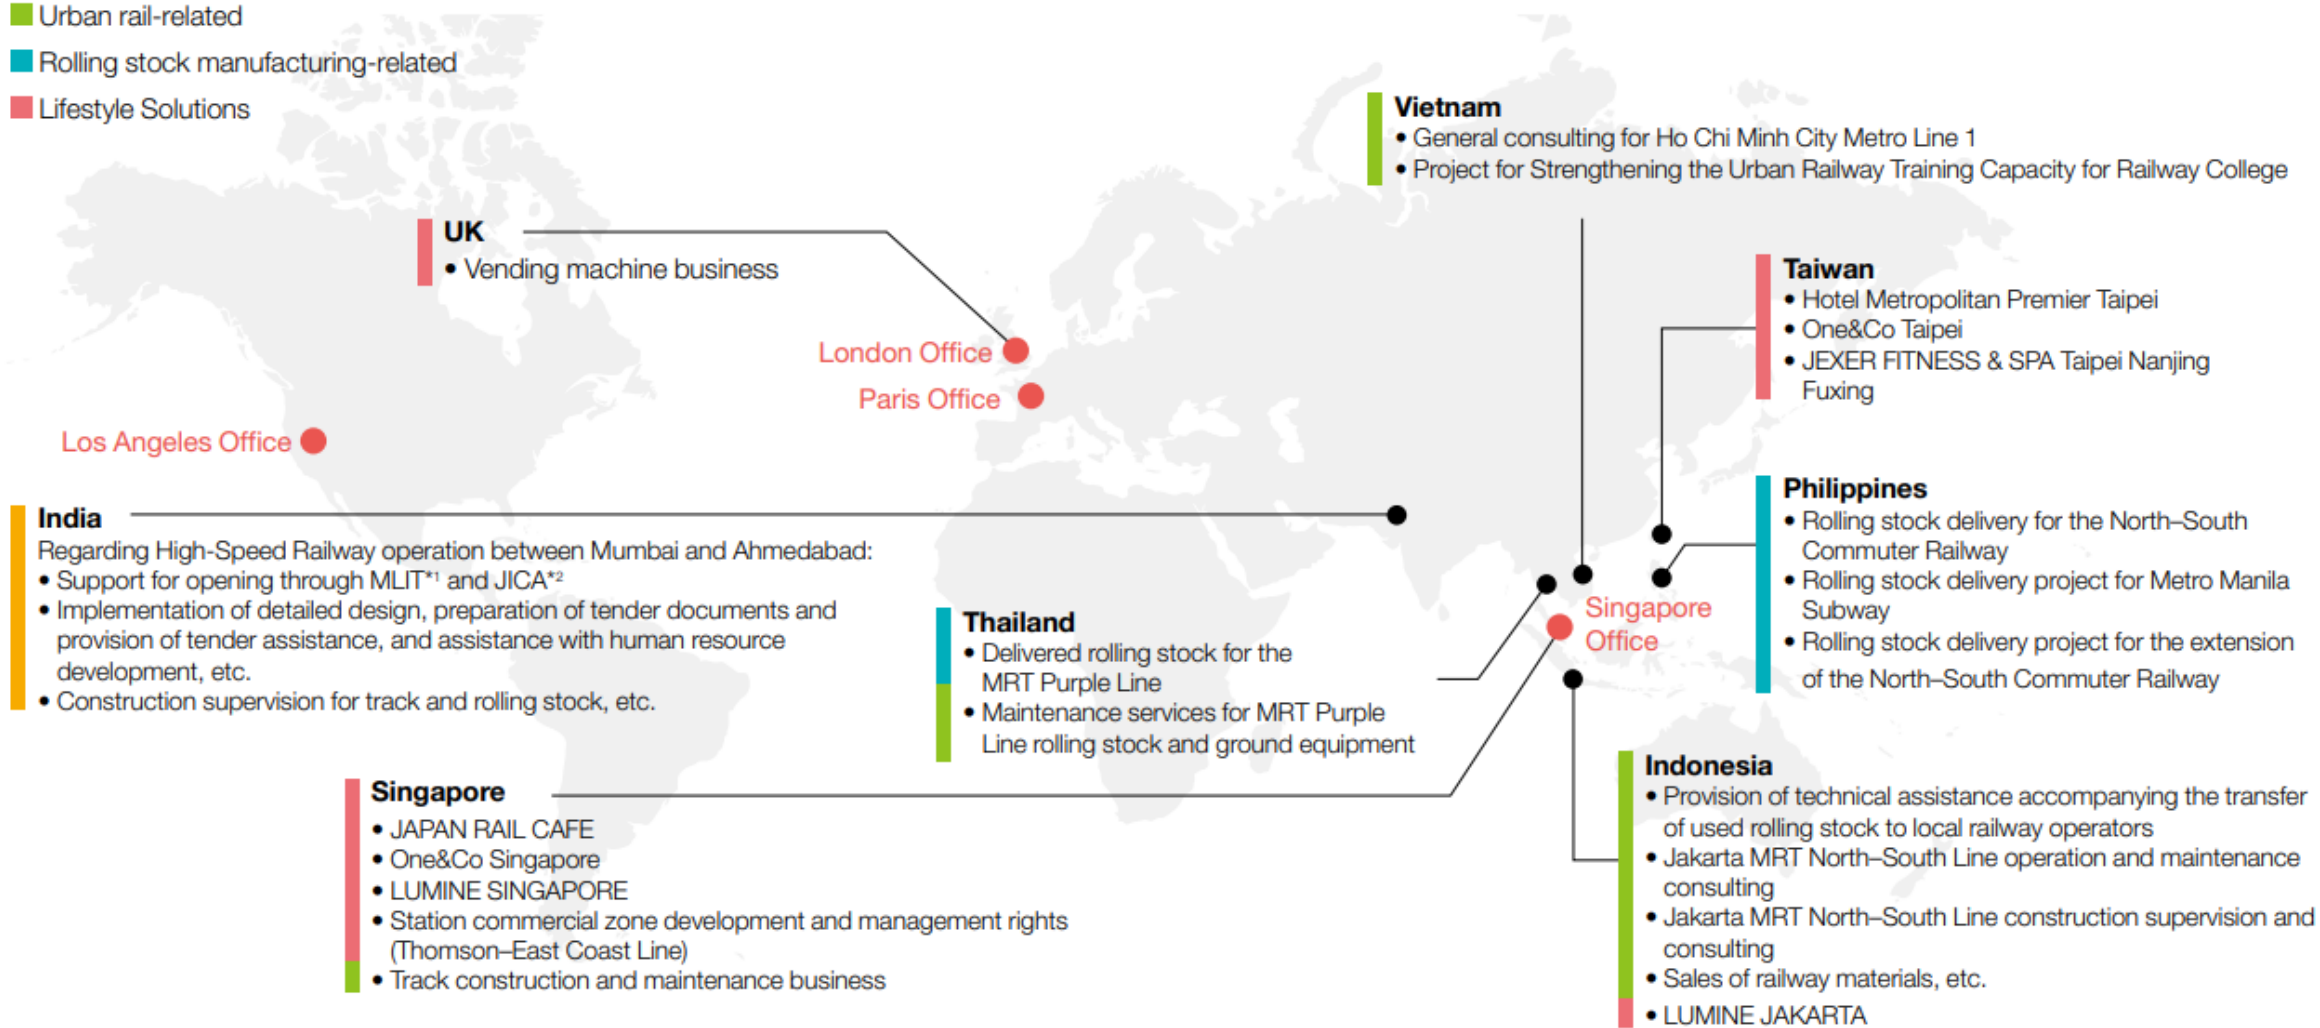 Urban rail-related
Rolling stock manufacturing-related
Lifestyle Solutions
Vietnam
• General consulting for Ho Chi Minh City Metro Line 1
• Project for Strengthening the Urban Railway Training Capacity for Railway College
UK
• Vending machine business
Taiwan
• Hotel Metropolitan Premier Taipei
• One&Co Taipei
• JEXER FITNESS & SPA Taipei Nanjing
Fuxing
London Office
Paris Office
Los Angeles Office
India
Regarding High-Speed Railway operation between Mumbai and Ahmedabad:
• Support for opening through MLIT*1 and JICA*2
• Implementation of detailed design, preparation of tender documents and
provision of tender assistance, and assistance with human resource
development, etc.
• Construction supervision for track and rolling stock, etc.
Philippines
• Rolling stock delivery for the North–South
Commuter Railway
• Rolling stock delivery project for Metro Manila
Subway
• Rolling stock delivery project for the extension
of the North–South Commuter Railway
Thailand
• Delivered rolling stock for the
MRT Purple Line
• Maintenance services for MRT Purple
Line rolling stock and ground equipment
Singapore
Office
Singapore
• JAPAN RAIL CAFE
• One&Co Singapore
• LUMINE SINGAPORE
• Station commercial zone development and management rights
(Thomson–East Coast Line)
• Track construction and maintenance business
Indonesia
• Provision of technical assistance accompanying the transfer
of used rolling stock to local railway operators
• Jakarta MRT North–South Line operation and maintenance
consulting
• Jakarta MRT North–South Line construction supervision and
consulting
• Sales of railway materials, etc.
• LUMINE JAKARTA